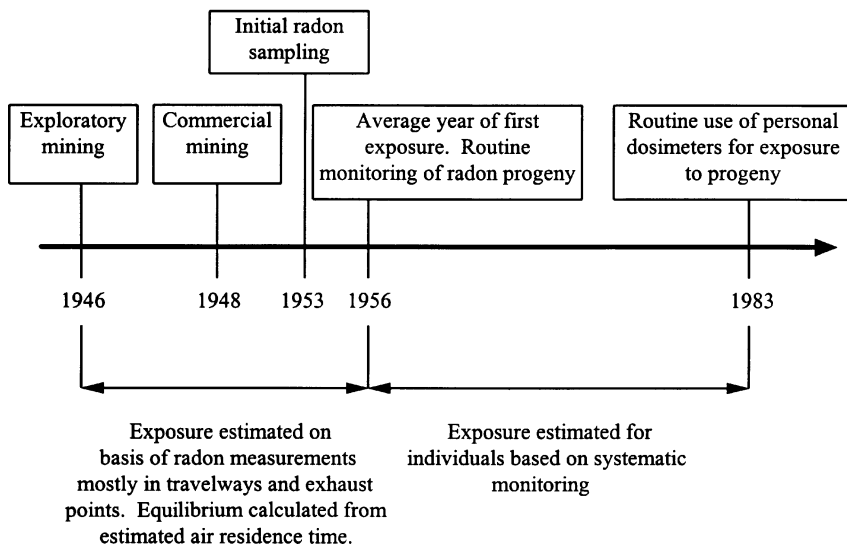 Initial radon
sampling
Exploratory
mining
Commercial
mining
Average year of first
exposure. Routine
monitoring of radon progeny
Routine use of personal
dosimeters for exposure
to progeny
1946
1948
1953
1956
1983
Exposure estimated on
basis of radon measurements
mostly in travelways and exhaust
points. Equilibrium calculated from
estimated air residence time.
Exposure estimated for
individuals based on systematic
monitoring